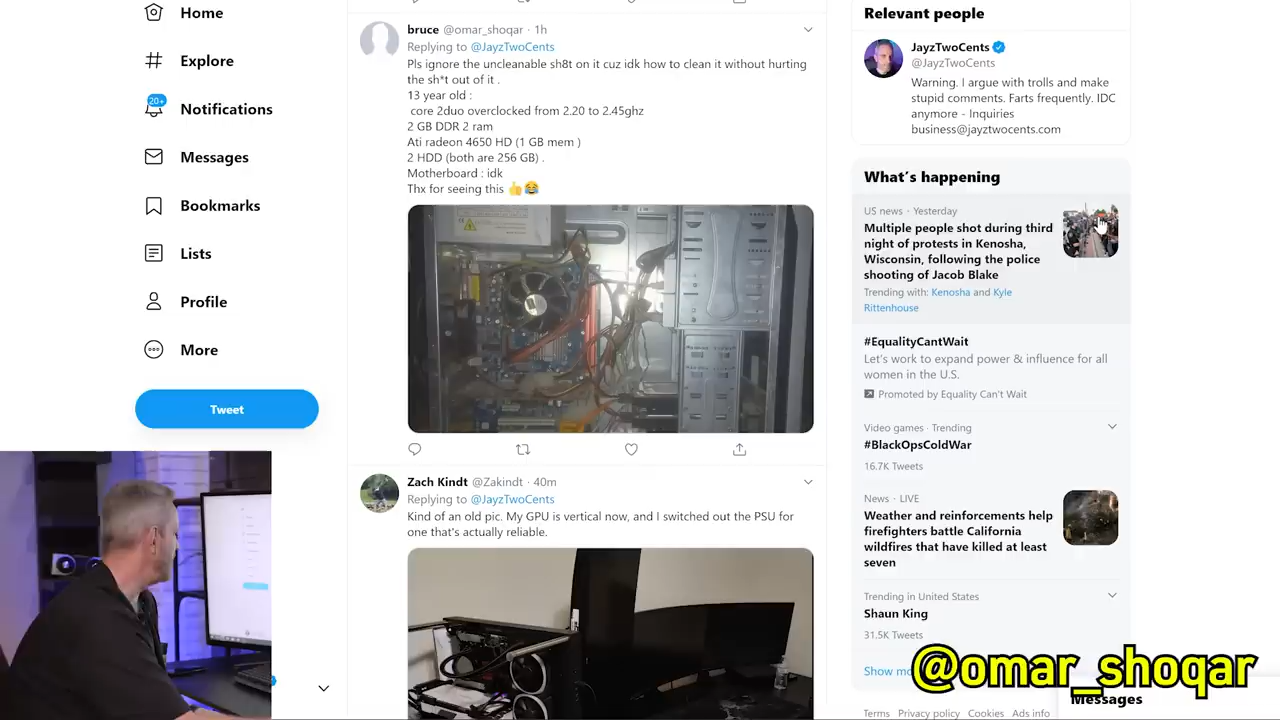 Home
Explore
20+
Notifications
Messages
Bookmarks
Lists
Profile
More
Tweet
bruce @omar_shoqar · 1h
Replying to @JayzTwoCents
Pls ignore the uncleanable sh8t on it cuz idk how to clean it without hurting
the sh*t out of it .
13 year old :
core 2duo overclocked from 2.20 to 2.45ghz
2 GB DDR 2 ram
Ati radeon 4650 HD (1 GB mem )
2 HDD (both are 256 GB) .
Motherboard : idk
Thx for seeing this 👍😂
Zach Kindt @Zakindt · 40m
Replying to @JayzTwoCents
Kind of an old pic. My GPU is vertical now, and I switched out the PSU for
one that's actually reliable.
Relevant people
JayzTwoCents
@JayzTwoCents
Warning. I argue with trolls and make
stupid comments. Farts frequently. IDC
anymore - Inquiries
business@jayztwocents.com
What's happening
US news · Yesterday
Multiple people shot during third
night of protests in Kenosha,
Wisconsin, following the police
shooting of Jacob Blake
Trending with: Kenosha and Kyle
Rittenhouse
#EqualityCantWait
Let's work to expand power & influence for all
women in the U.S.
Promoted by Equality Can't Wait
Video games · Trending
#BlackOpsColdWar
16.7K Tweets
News · LIVE
Weather and reinforcements help
firefighters battle California
wildfires that have killed at least
seven
Trending in United States
Shaun King
31.5K Tweets
Show mo
@omar_shoqar
Messages
Terms Privacy policy Cookies Ads info